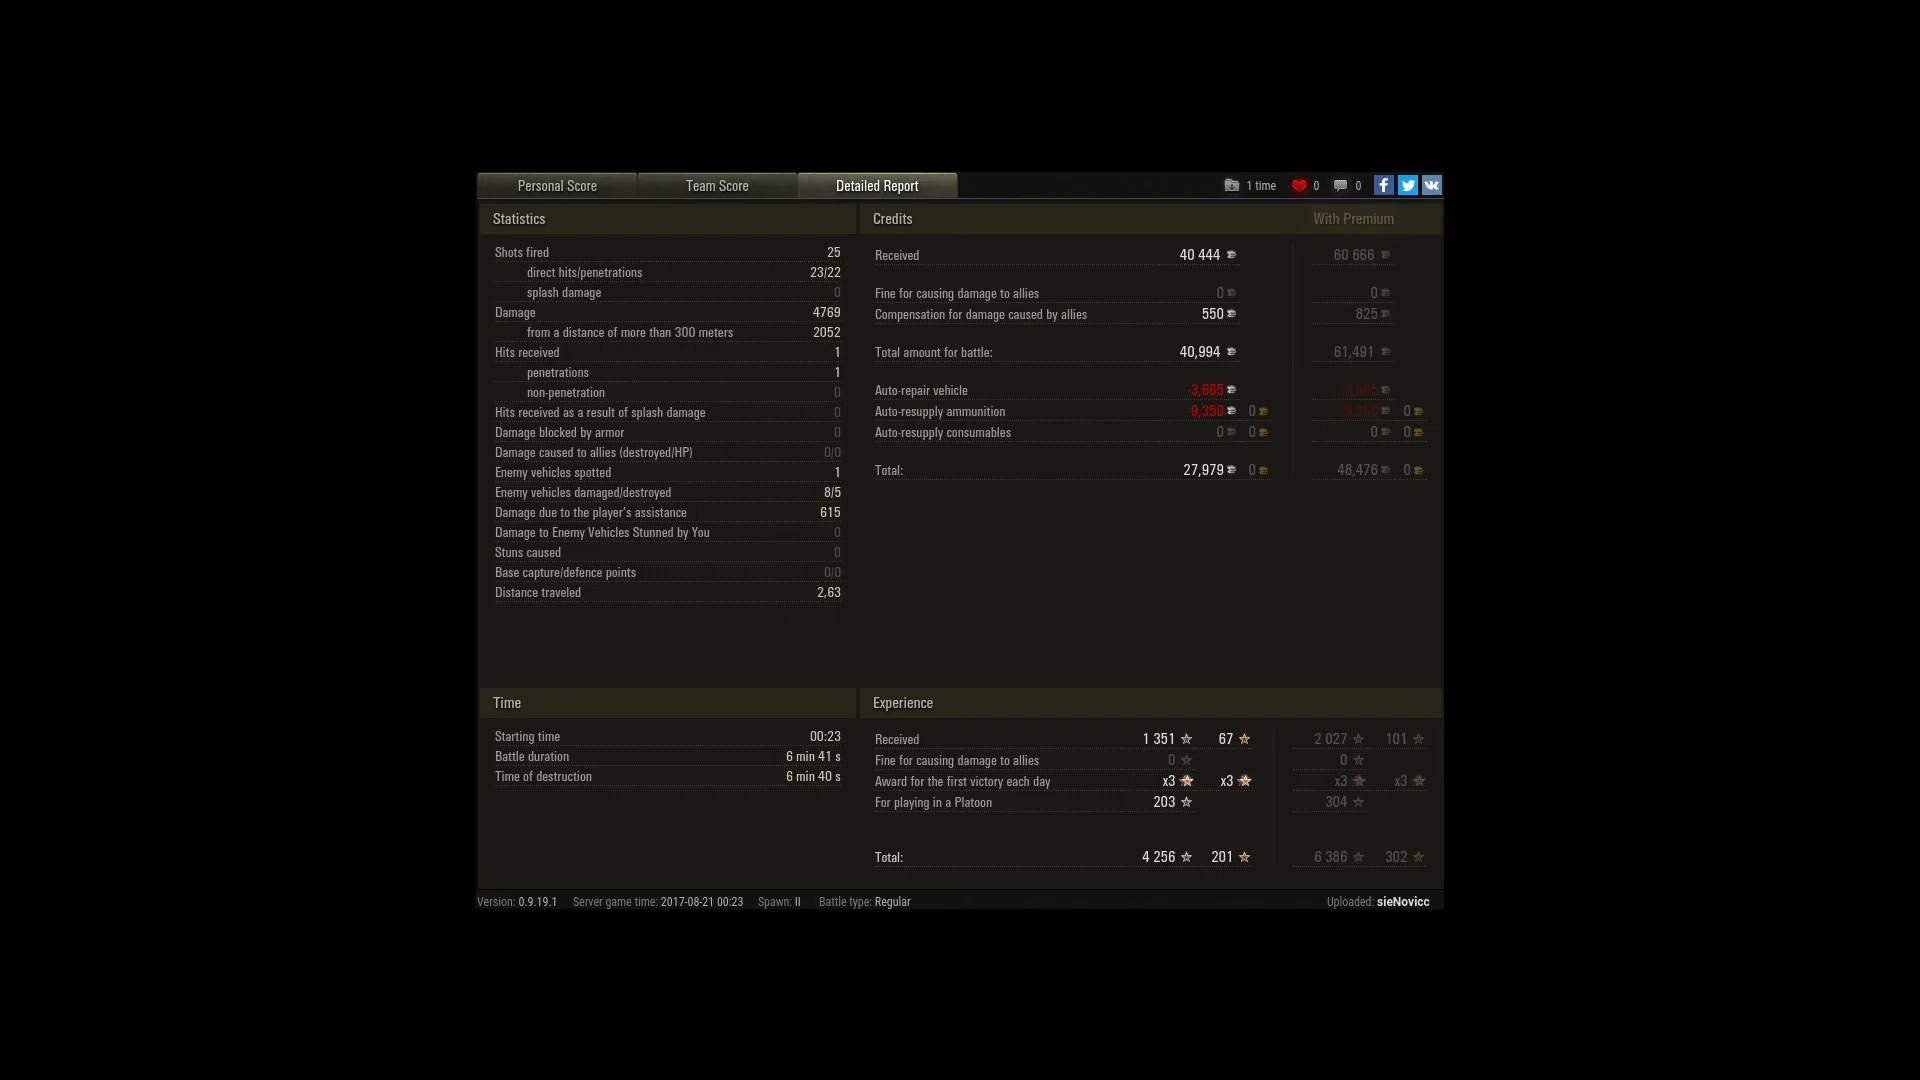 Personal Score Team Score Detailed Report 1 time 0 0
Statistics
Shots fired 25
direct hits/penetrations 23/22
splash damage 0
Damage 4769
from a distance of more than 300 meters 2052
Hits received 1
penetrations 1
non-penetration 0
Hits received as a result of splash damage 0
Damage blocked by armor 0
Damage caused to allies (destroyed/HP) 0/0
Enemy vehicles spotted 1
Enemy vehicles damaged/destroyed 8/5
Damage due to the player's assistance 615
Damage to Enemy Vehicles Stunned by You 0
Stuns caused 0
Base capture/defence points 0/0
Distance traveled 2,63
Credits With Premium
Received 40 444 60 666
Fine for causing damage to allies 0 0
Compensation for damage caused by allies 550 825
Total amount for battle: 40,994 61,491
Auto-repair vehicle -3,665 -3,665
Auto-resupply ammunition -9,350 0 -9,350 0
Auto-resupply consumables 0 0 0 0
Total: 27,979 0 48,476 0
Time
Starting time 00:23
Battle duration 6 min 41 s
Time of destruction 6 min 40 s
Experience
Received 1 351 67 2 027 101
Fine for causing damage to allies 0 0
Award for the first victory each day x3 x3 x3 x3
For playing in a Platoon 203 304
Total: 4 256 201 6 386 302
Version: 0.9.19.1 Server game time: 2017-08-21 00:23 Spawn: II Battle type: Regular Uploaded: sieNovicc